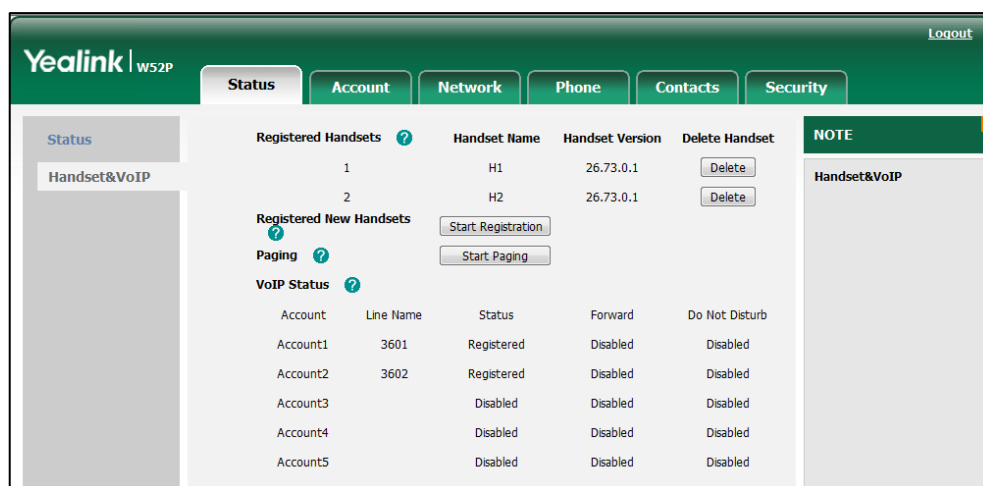 Logout
Yealink | W52P
Status Account Network Phone Contacts Security
Status
Handset&VoIP
Registered Handsets ? Handset Name Handset Version Delete Handset
1 H1 26.73.0.1 Delete
2 H2 26.73.0.1 Delete
Registered New Handsets ? Start Registration
Paging ? Start Paging
VoIP Status ?
Account Line Name Status Forward Do Not Disturb
Account1 3601 Registered Disabled Disabled
Account2 3602 Registered Disabled Disabled
Account3 Disabled Disabled Disabled
Account4 Disabled Disabled Disabled
Account5 Disabled Disabled Disabled
NOTE
Handset&VoIP